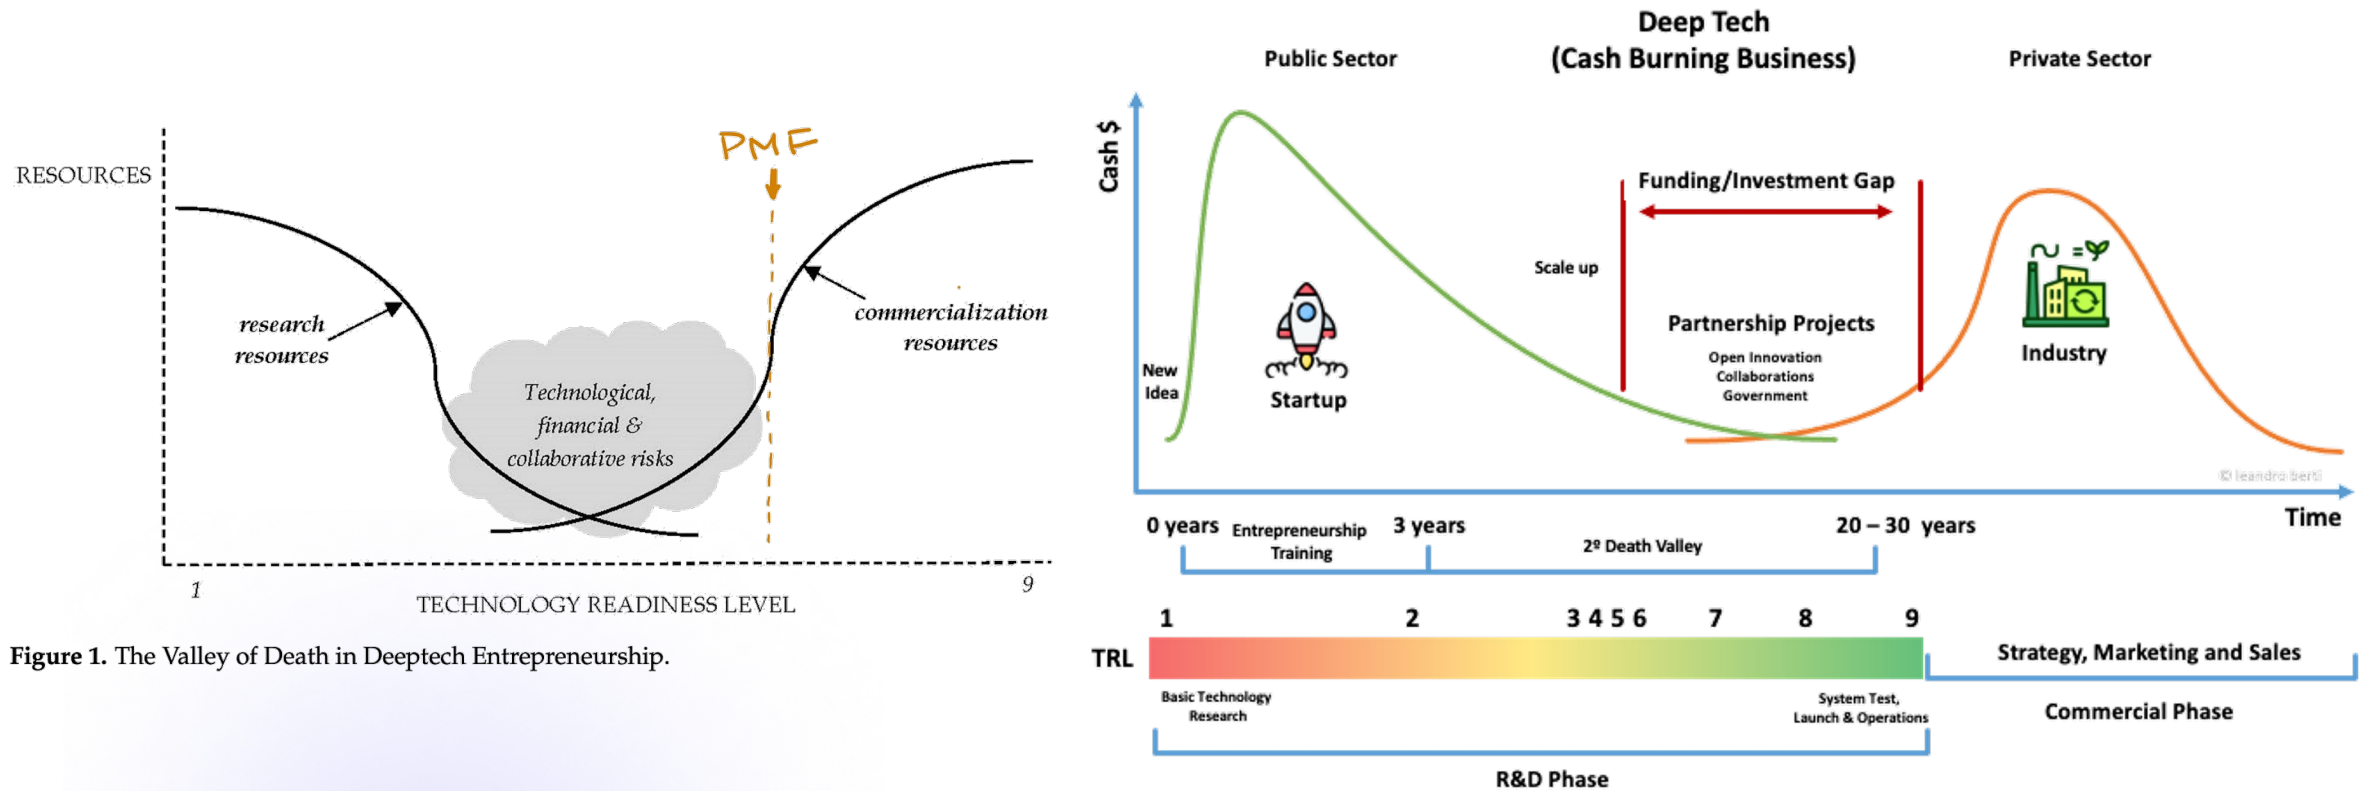 PMF
RESOURCES
research
resources
commercialization
resources
Technological,
financial &
collaborative risks
1
9
TECHNOLOGY READINESS LEVEL
Figure 1. The Valley of Death in Deeptech Entrepreneurship.
Deep Tech
(Cash Burning Business)
Public Sector
Private Sector
Cash $
Funding/Investment Gap
Scale up
Partnership Projects
Open Innovation
Collaborations
Government
New
Idea
Startup
=
Industry
© leandro berti
Time
0 years
Entrepreneurship
Training
3 years
2º Death Valley
20 – 30 years
1 2 3 4 5 6 7 8 9
TRL
Strategy, Marketing and Sales
Basic Technology
Research
System Test,
Launch & Operations
Commercial Phase
R&D Phase